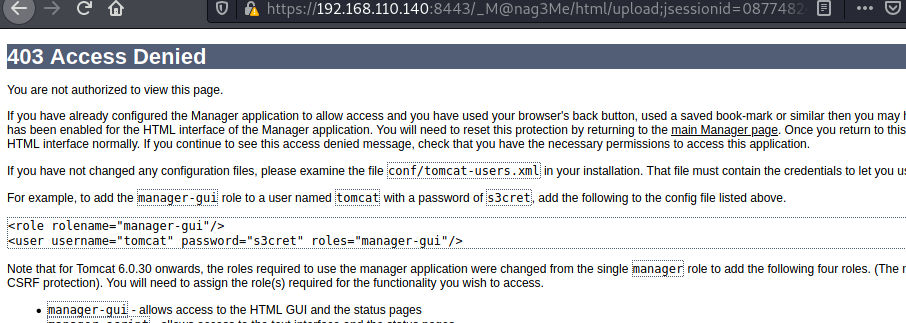 https://192.168.110.140:8443/_M@nag3Me/html/upload;jsessionid=0877482
403 Access Denied
You are not authorized to view this page.
If you have already configured the Manager application to allow access and you have used your browser's back button, used a saved book-mark or similar then you may
has been enabled for the HTML interface of the Manager application. You will need to reset this protection by returning to the main Manager page. Once you return to this
HTML interface normally. If you continue to see this access denied message, check that you have the necessary permissions to access this application.
If you have not changed any configuration files, please examine the file conf/tomcat-users.xml in your installation. That file must contain the credentials to let you
For example, to add the manager-gui role to a user named tomcat with a password of s3cret, add the following to the config file listed above.
<role rolename="manager-gui"/>
<user username="tomcat" password="s3cret" roles="manager-gui"/>
Note that for Tomcat 6.0.30 onwards, the roles required to use the manager application were changed from the single manager role to add the following four roles. (The
CSRF protection). You will need to assign the role(s) required for the functionality you wish to access.
• manager-gui - allows access to the HTML GUI and the status pages